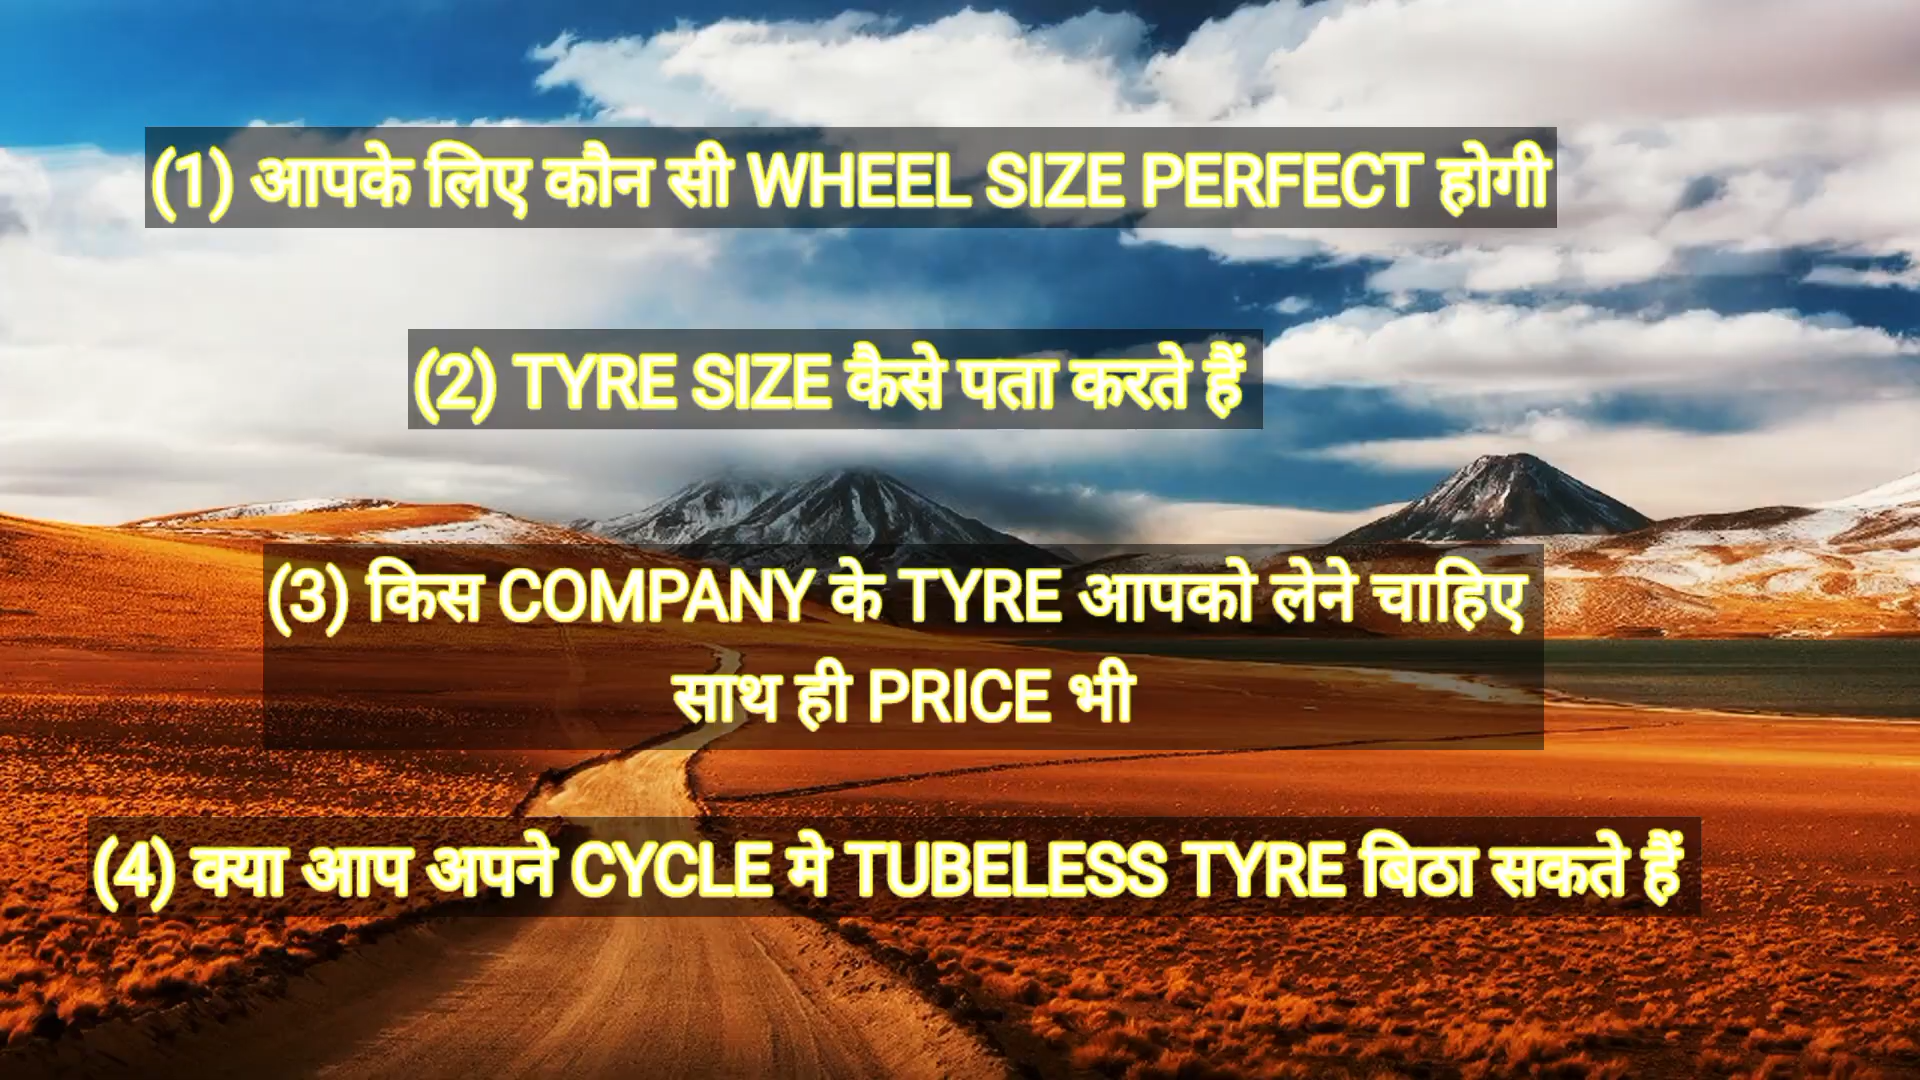 (1) आपके लिए कौन सी WHEEL SIZE PERFECT होगी
(2) TYRE SIZE कैसे पता करते हैं
(3) किस COMPANY के TYRE आपको लेने चाहिए
साथ ही PRICE भी
(4) क्या आप अपने CYCLE मे TUBELESS TYRE बिठा सकते हैं